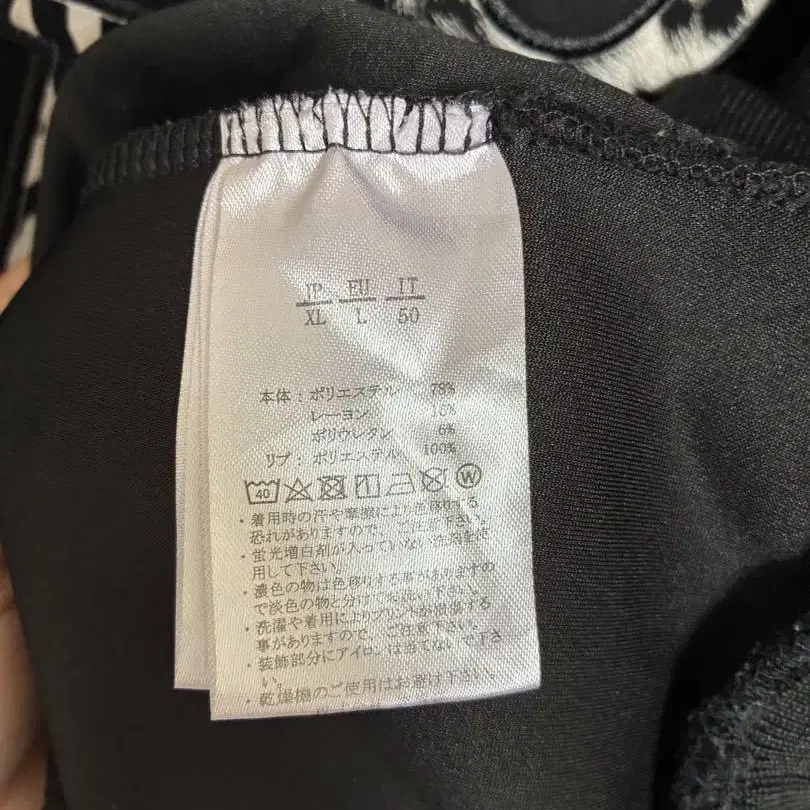 JP EU IT
XL L 50
本体：ポリエステル 78%
レーヨン 16%
ポリウレタン 6%
リブ：ポリエステル 100%
40 W
・着用時の汗や摩擦により色移りする
恐れがありますので、ご注意下さい。
・蛍光増白剤が入っていない洗剤を使
用して下さい。
・濃色の物は色移りする事がありますの
で淡色の物と分けてお洗い下さい。
・洗濯や着用によりプリントが損傷する
事がありますので、ご注意下さい。
・装飾部分にアイロンは当てないで下さ
い。
・乾燥機のご使用はお避け下さい。